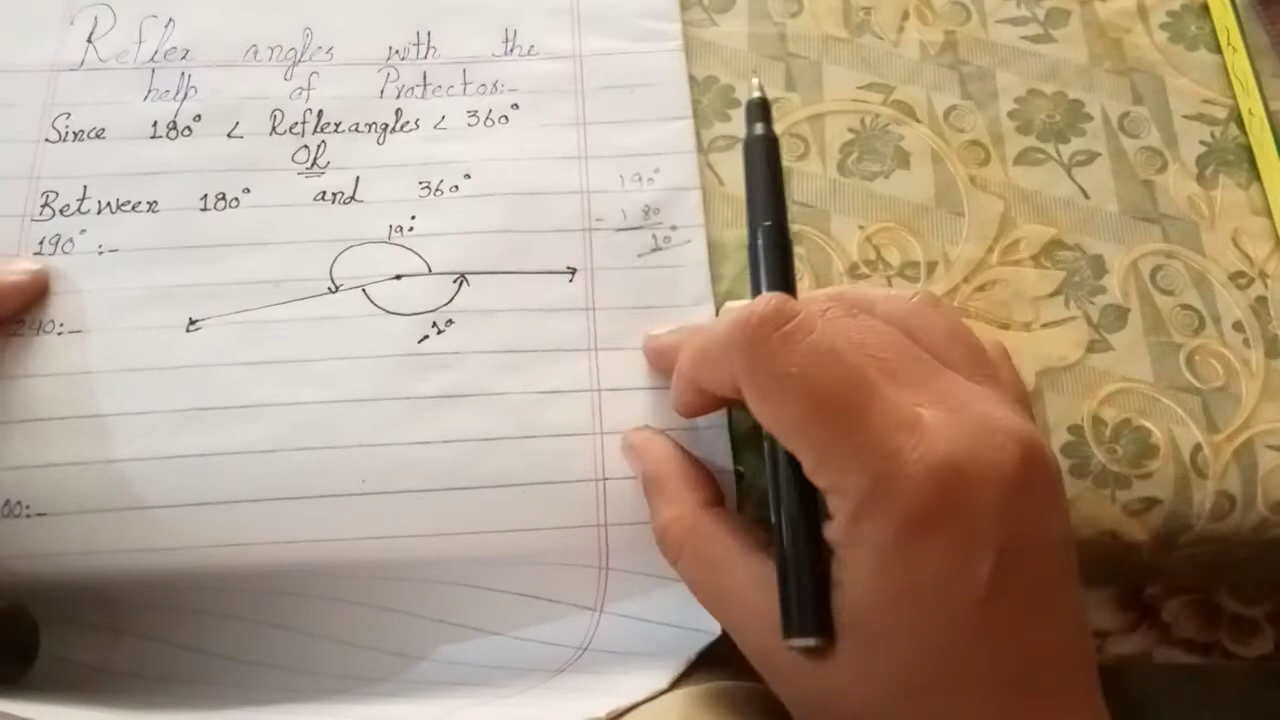 Reflex angles with the
help of Protector:-
Since 180° < Reflexangles < 360°
OR
Between 180° and 360°
190°:-
19°
-10
240:-
00:-
190°
- 180
10°